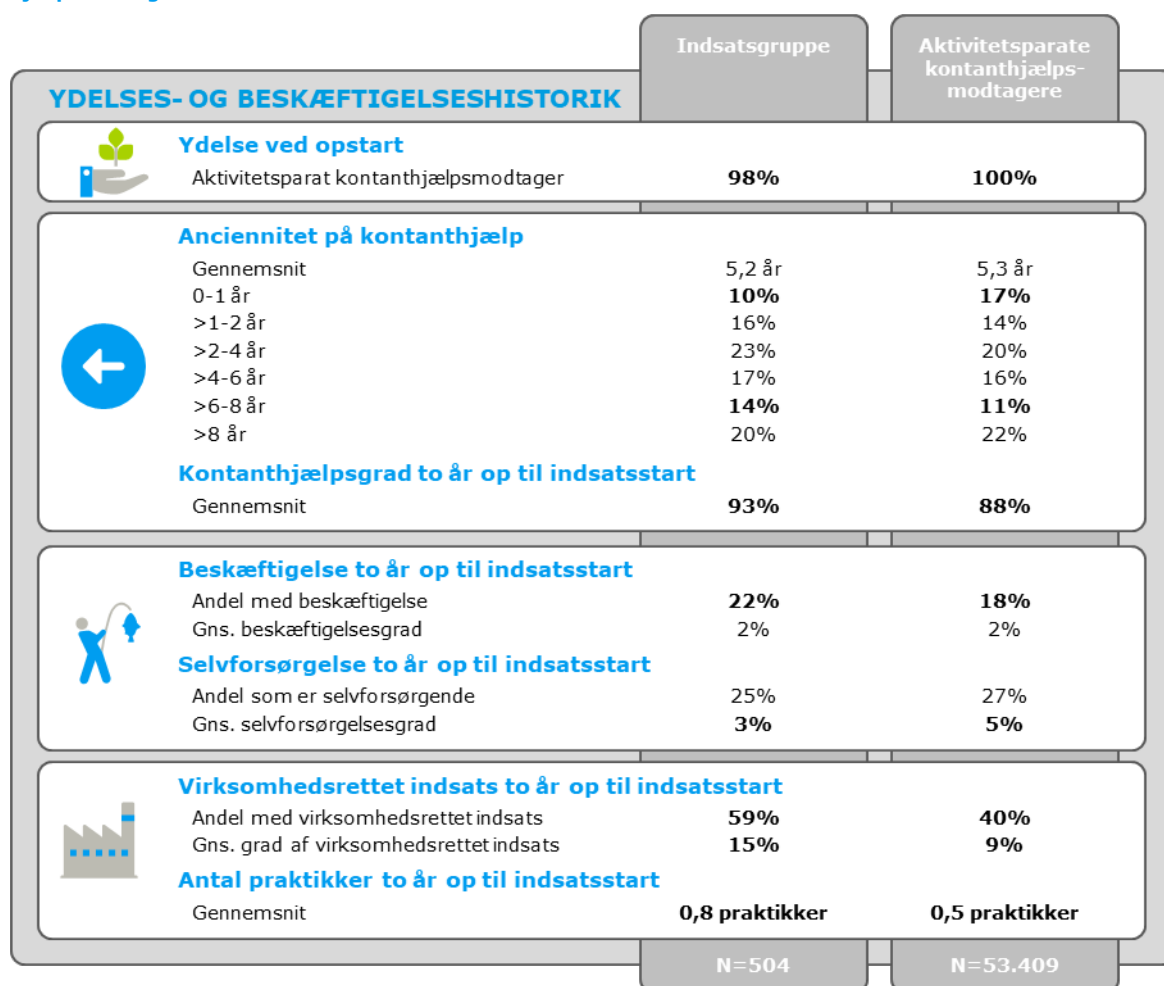 Indsatsgruppe Aktivitetsparate
kontanthjælps-
modtagere
YDELSES- OG BESKÆFTIGELSESHISTORIK
Ydelse ved opstart
Aktivitetsparat kontanthjælpsmodtager 98% 100%
Anciennitet på kontanthjælp
Gennemsnit 5,2 år 5,3 år
0-1 år 10% 17%
>1-2 år 16% 14%
>2-4 år 23% 20%
>4-6 år 17% 16%
>6-8 år 14% 11%
>8 år 20% 22%
Kontanthjælpsgrad to år op til indsatsstart
Gennemsnit 93% 88%
Beskæftigelse to år op til indsatsstart
Andel med beskæftigelse 22% 18%
Gns. beskæftigelsesgrad 2% 2%
Selvforsørgelse to år op til indsatsstart
Andel som er selvforsørgende 25% 27%
Gns. selvforsørgelsesgrad 3% 5%
Virksomhedsrettet indsats to år op til indsatsstart
Andel med virksomhedsrettet indsats 59% 40%
Gns. grad af virksomhedsrettet indsats 15% 9%
Antal praktikker to år op til indsatsstart
Gennemsnit 0,8 praktikker 0,5 praktikker
N=504 N=53.409